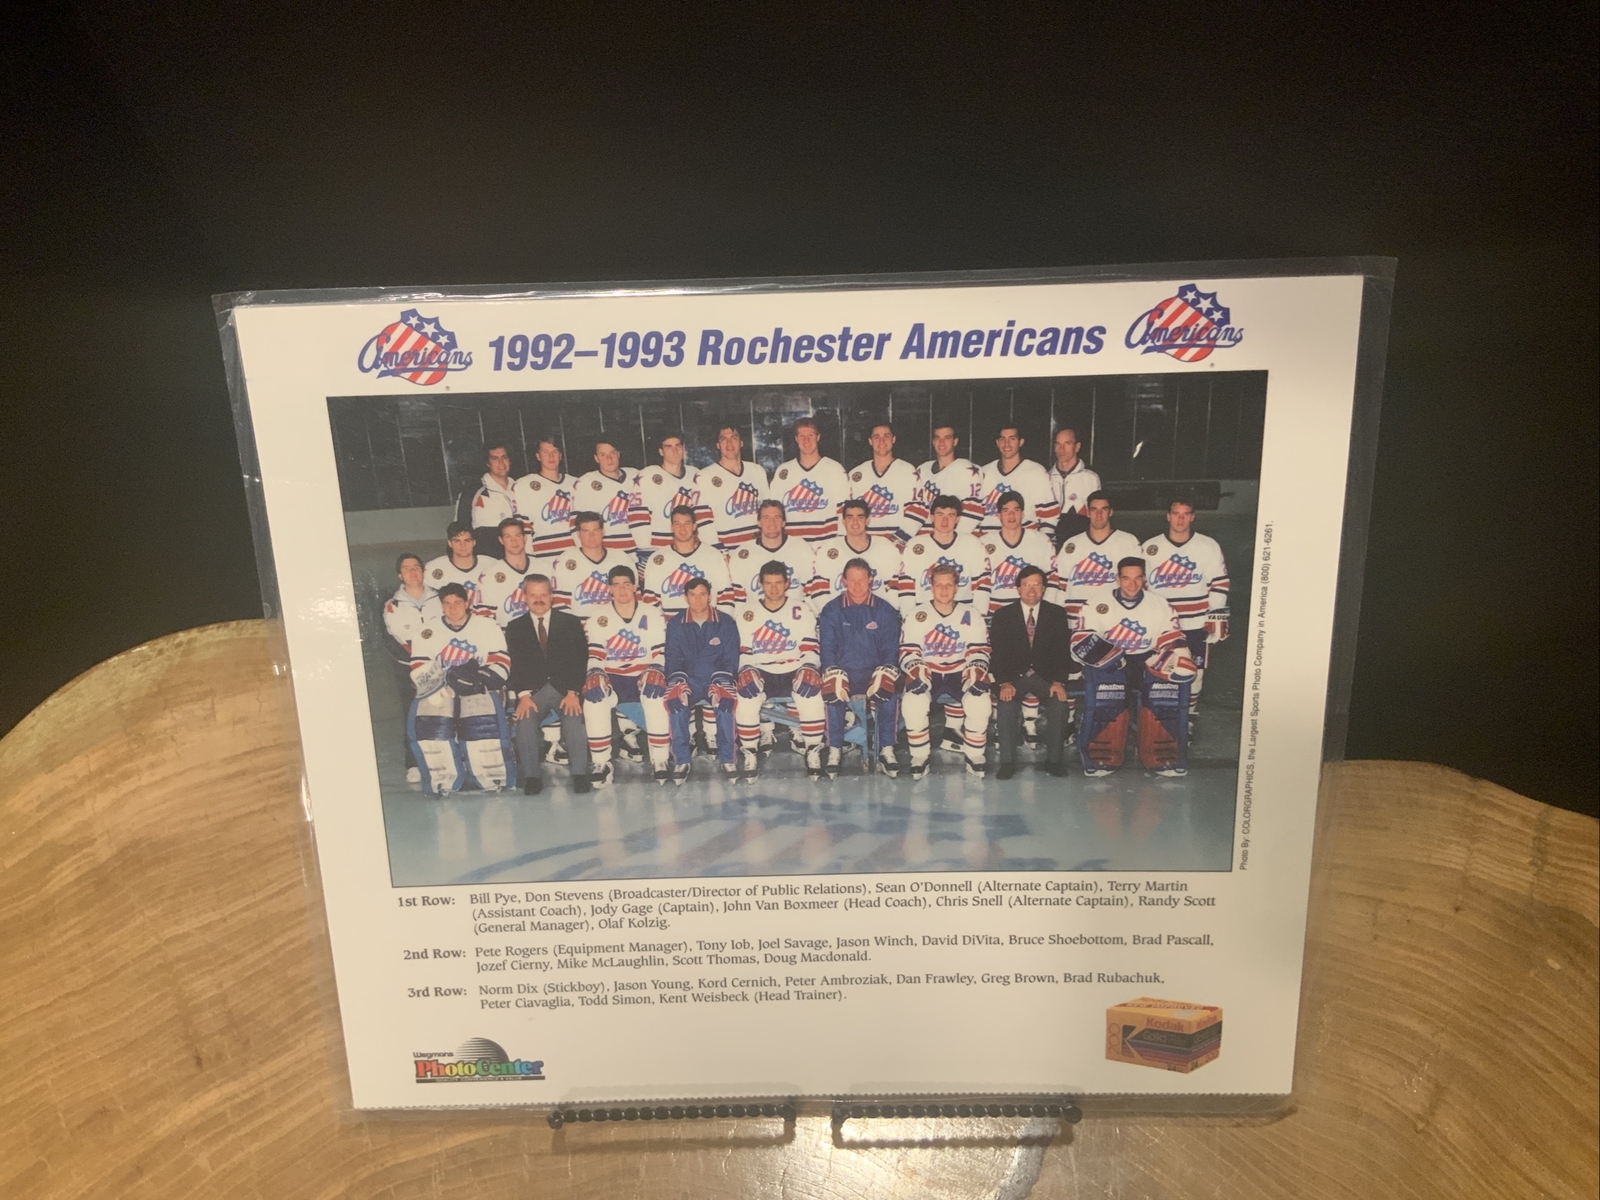 Americans
1992–1993 Rochester Americans
Americans
1st Row: Bill Pye, Don Stevens (Broadcaster/Director of Public Relations), Sean O'Donnell (Alternate Captain), Terry Martin
(Assistant Coach), Jody Gage (Captain), John Van Boxmeer (Head Coach), Chris Snell (Alternate Captain), Randy Scott
(General Manager), Olaf Kolzig.
2nd Row: Pete Rogers (Equipment Manager), Tony Iob, Joel Savage, Jason Winch, David DiVita, Bruce Shoebottom, Brad Pascall,
Jozef Cierny, Mike McLaughlin, Scott Thomas, Doug Macdonald.
3rd Row: Norm Dix (Stickboy), Jason Young, Kord Cernich, Peter Ambroziak, Dan Frawley, Greg Brown, Brad Rubachuk,
Peter Ciavaglia, Todd Simon, Kent Weisbeck (Head Trainer).
Photo By: COLORGRAPHICS, the Largest Sports Photo Company in America (800) 621-6261.
Wegmans
PhotoCenter
Kodak
Kodak
Gold